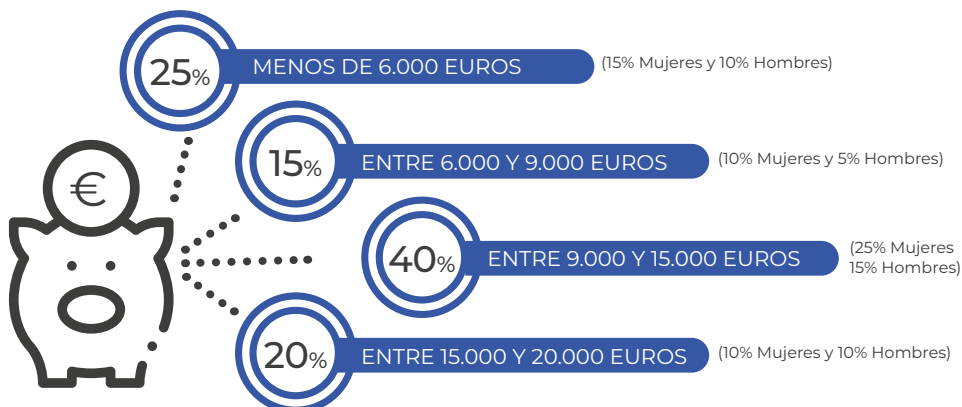 25% MENOS DE 6.000 EUROS (15% Mujeres y 10% Hombres)
€
15% ENTRE 6.000 Y 9.000 EUROS (10% Mujeres y 5% Hombres)
40% ENTRE 9.000 Y 15.000 EUROS (25% Mujeres
15% Hombres)
20% ENTRE 15.000 Y 20.000 EUROS (10% Mujeres y 10% Hombres)